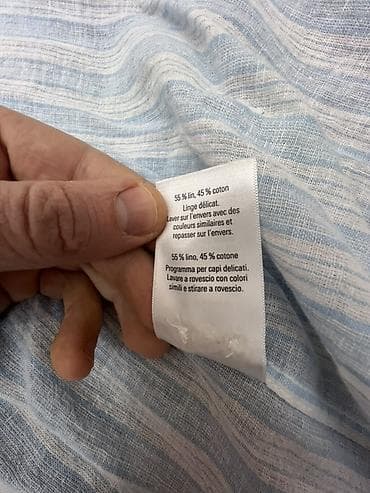 55 % lin, 45 % coton
Linge délicat.
Laver sur l'envers avec des
couleurs similaires et
repasser sur l'envers.
55 % lino, 45 % cotone
Programma per capi delicati.
Lavare a rovescio con colori
simili e stirare a rovescio.